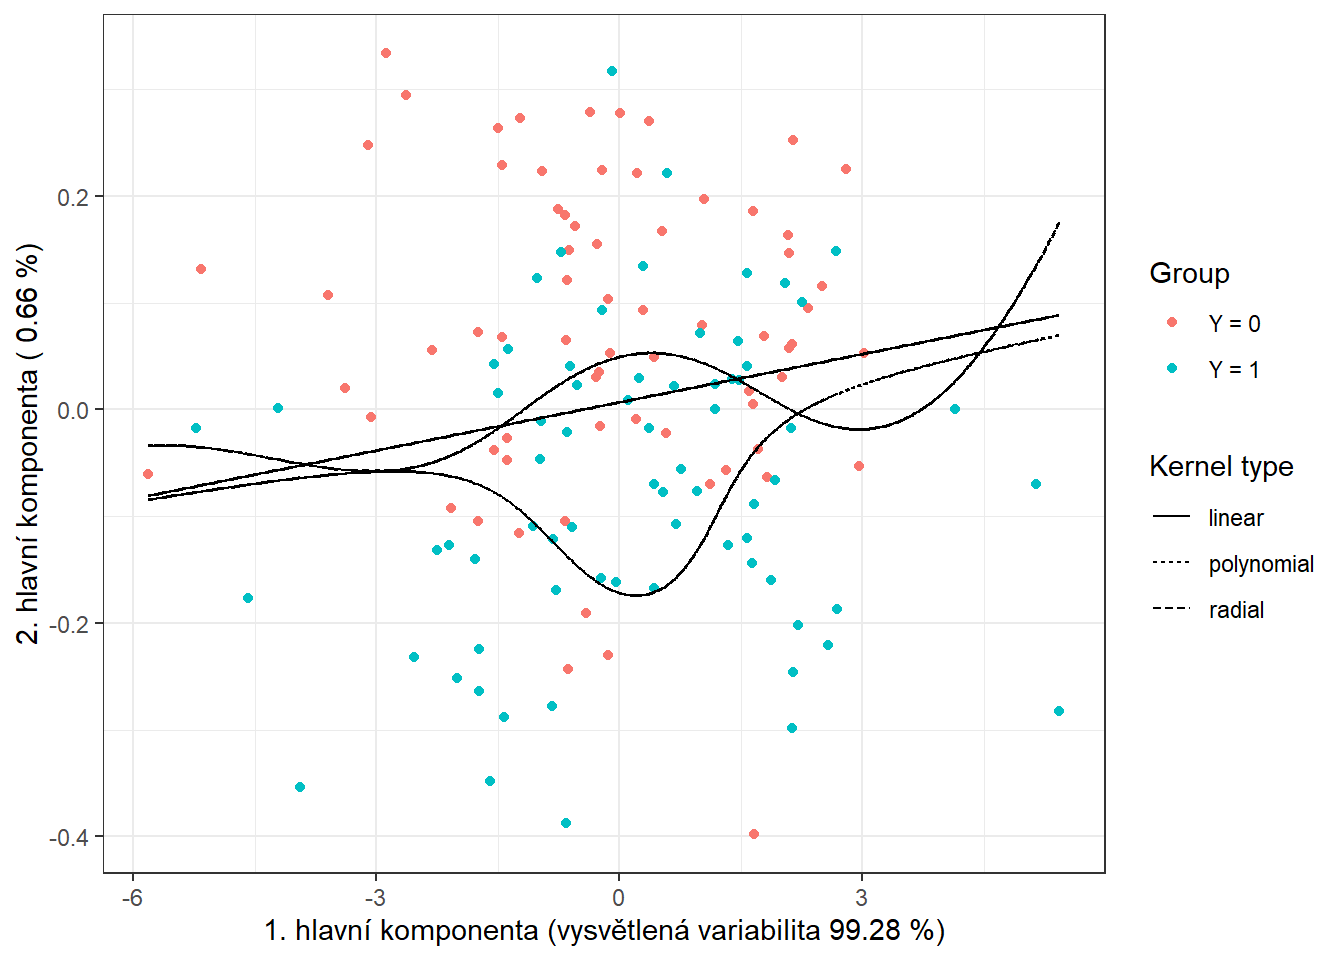 0.2
0.0
-0.2
-0.4
2. hlavní komponenta ( 0.66 %)
-6
-3
0
3
1. hlavní komponenta (vysvětlená variabilita 99.28 %)
Group
Y = 0
Y = 1
Kernel type
linear
polynomial
radial